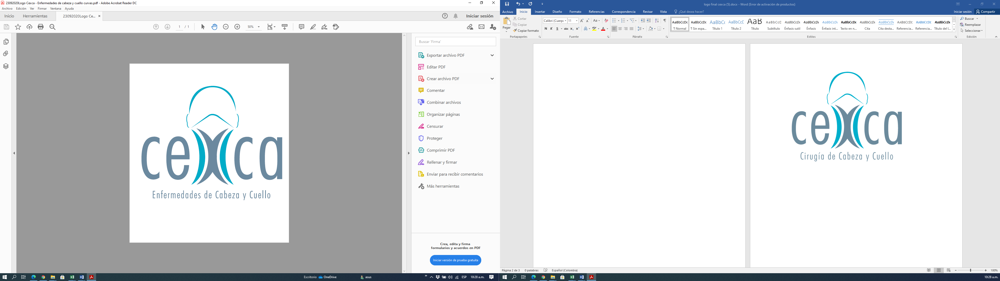 23092020Logo Cexca - Enfermedades de cabeza y cuello curvas.pdf - Adobe Acrobat Reader DC
Archivo Edición Ver Firmar Ventana Ayuda
Inicio Herramientas 23092020Logo Ce... × Iniciar sesión
1 / 1 50%
Buscar 'Firma'
Exportar archivo PDF
Editar PDF
Crear archivo PDF
Comentar
Combinar archivos
Organizar páginas
Censurar
Proteger
Comprimir PDF
Rellenar y firmar
Enviar para recibir comentarios
Más herramientas
Crea, edita y firma
formularios y acuerdos en PDF
Iniciar versión de prueba gratuita
cexca
Enfermedades de Cabeza y Cuello
Escritorio OneDrive asus ESP 10:28 a.m.
logo final cexca (5).docx - Word (Error de activación de productos)
Archivo Inicio Insertar Diseño Formato Referencias Correspondencia Revisar Vista ¿Qué desea hacer? Iniciar sesión Compartir
Pegar
Cortar
Copiar
Copiar formato
Portapapeles
Calibri (Cuerpo 11
N K S abc x₂ x²
Fuente
Párrafo
AaBbCcDc AaBbCcDc AaBbCc AaBbCcD AaB AaBbCcD AaBbCcDc AaBbCcDc AaBbCcDc AaBbCcDc AaBbCcDc AaBbCcDc AaBbCcDc AaBbCcDc AaBbCcDc
¶ Normal ¶ Sin espa... Título 1 Título 2 Título Subtítulo Énfasis sutil Énfasis Énfasis int... Texto en n... Cita Cita desta... Referencia... Referencia... Título del l...
Estilos
Buscar
Reemplazar
Seleccionar
Edición
cexca
Cirugía de Cabeza y Cuello
Página 2 de 3 0 palabras Español (Colombia) 100%
10:28 a.m.